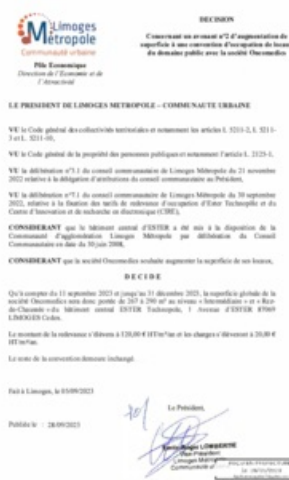 Limoges
Métropole
Communauté urbaine
Pôle Economique
Direction de l'Economie et de
l'Attractivité
DECISION
Concernant un avenant n°2 d'augmentation de
superficie à une convention d'occupation de locaux
du domaine public avec la société Oncomedics
LE PRESIDENT DE LIMOGES METROPOLE – COMMUNAUTE URBAINE
VU le Code général des collectivités territoriales et notamment les articles L. 5211-2, L. 5211-
9 et L. 5211-10,
VU le Code général de la propriété des personnes publiques et notamment l'article L. 2125-1,
VU la délibération n°3.1 du conseil communautaire de Limoges Métropole du 21 novembre
2022 relative à la délégation d'attributions du conseil communautaire au Président,
VU la délibération n°7.1 du conseil communautaire de Limoges Métropole du 30 septembre
2022, relative à la fixation des tarifs de redevance d'occupation d'Ester Technopôle et du
Centre d'Innovation et de recherche en électronique (CIRE),
CONSIDERANT que le bâtiment central d'ESTER a été mis à la disposition de la
Communauté d'agglomération Limoges Métropole par délibération du Conseil
Communautaire en date du 30 juin 2008,
CONSIDERANT que la société Oncomedics souhaite augmenter la superficie de ses locaux,
DECIDE
Qu'à compter du 11 septembre 2023 et jusqu'au 31 décembre 2025, la superficie globale de la
société Oncomedics sera donc portée de 267 à 290 m² au niveau « Intermédiaire » et « Rez-
de-Chaussée » du bâtiment central ESTER Technopole, 1 Avenue d'ESTER 87069
LIMOGES Cedex.
Le montant de la redevance s'élèvera à 120,00 € HT/m²/an et les charges s'élèveront à 20,00 €
HT/m²/an.
Le reste de la convention demeure inchangé.
Fait à Limoges, le 05/09/2023
Le Président,
Publiée le : 28/09/2023
Vice-Président
Limoges Métropole
Communauté